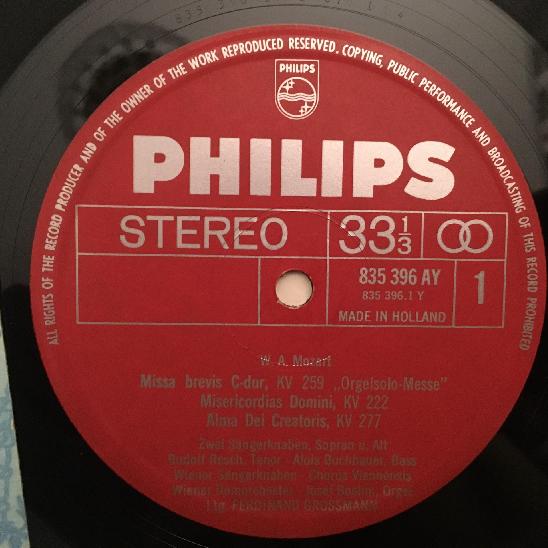 ALL RIGHTS OF THE RECORD PRODUCER AND OF THE OWNER OF THE WORK REPRODUCED RESERVED. COPYING, PUBLIC PERFORMANCE AND BROADCASTING OF THIS RECORD PROHIBITED
PHILIPS
PHILIPS
STEREO
33 1/3
835 396 AY
835 396.1 Y
1
MADE IN HOLLAND
W. A. Mozart
Missa brevis C-dur, KV 259 „Orgelsolo-Messe"
Misericordias Domini, KV 222
Alma Dei Creatoris, KV 277
Zwei Sängerknaben, Sopran u. Alt
Rudolf Resch, Tenor - Alois Buchbauer, Bass
Wiener Sängerknaben - Chorus Viennensis
Wiener Domorchester - Josef Boehm, Orgel
Ltg. FERDINAND GROSSMANN